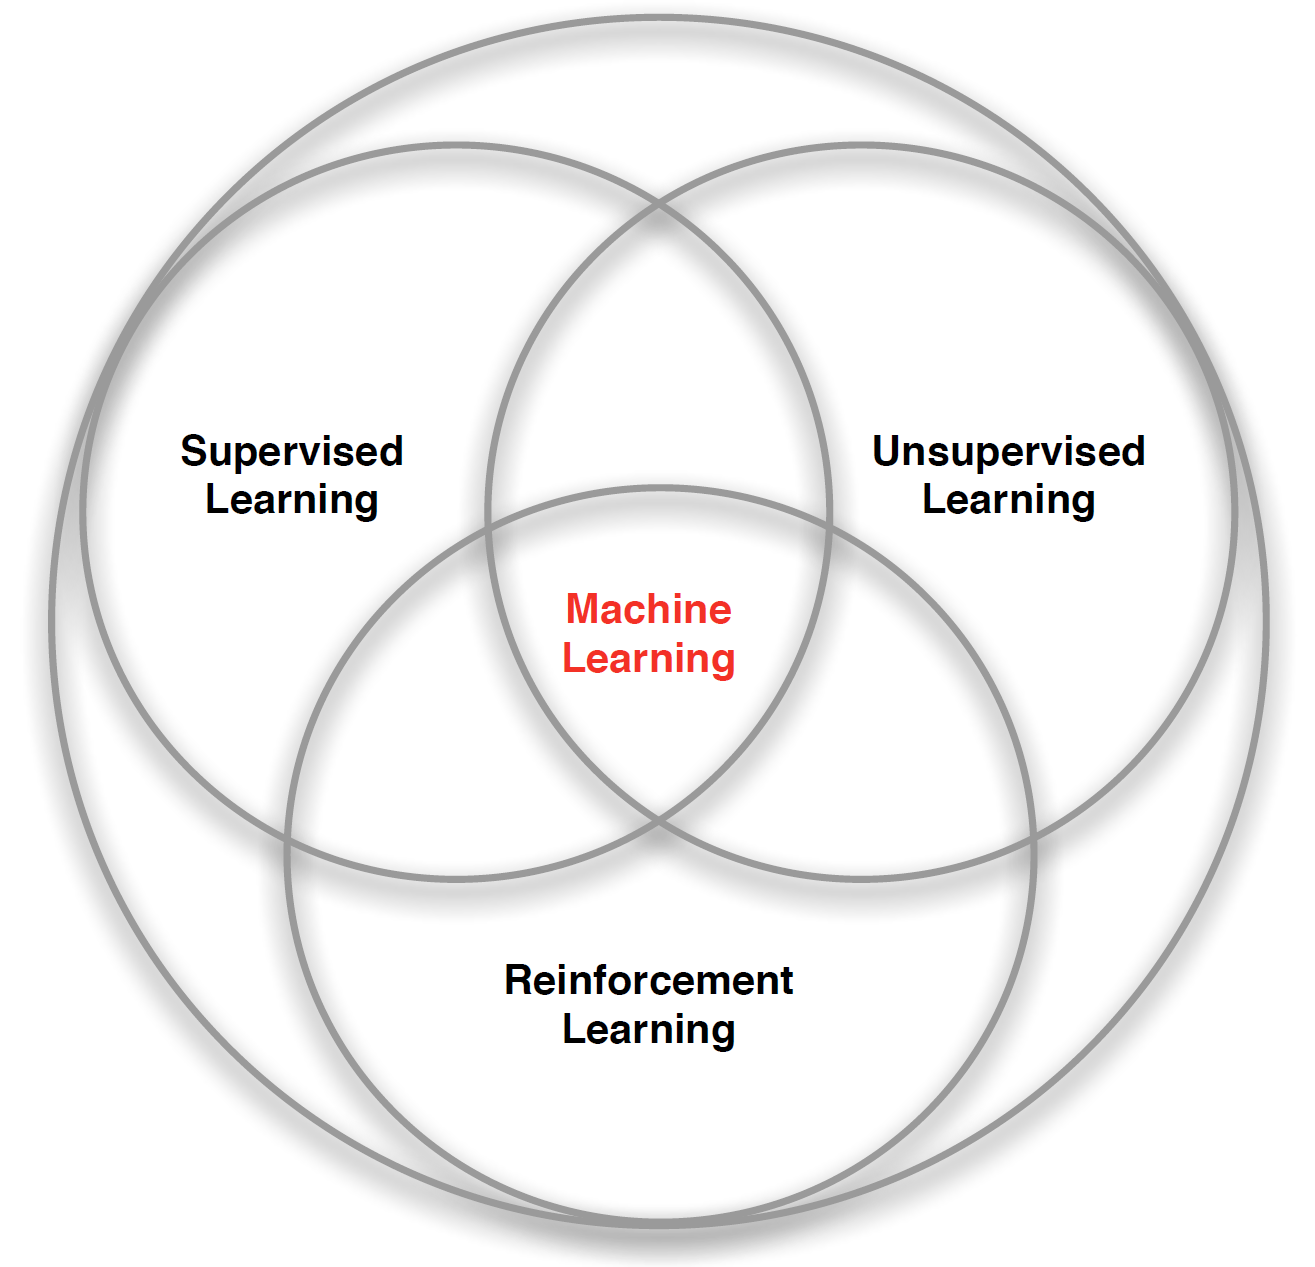 Supervised
Learning
Unsupervised
Learning
Machine
Learning
Reinforcement
Learning